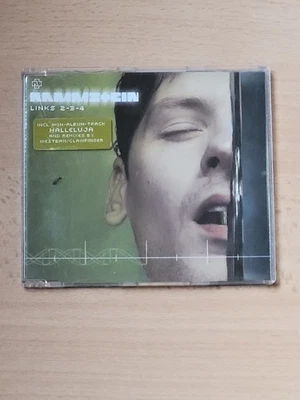 RAMMSTEIN
LINKS 2-3-4
INCL. NON-ALBUM-TRACK
HALLELUJA
AND REMIXES BY
WESTBAM/CLAWFINGER